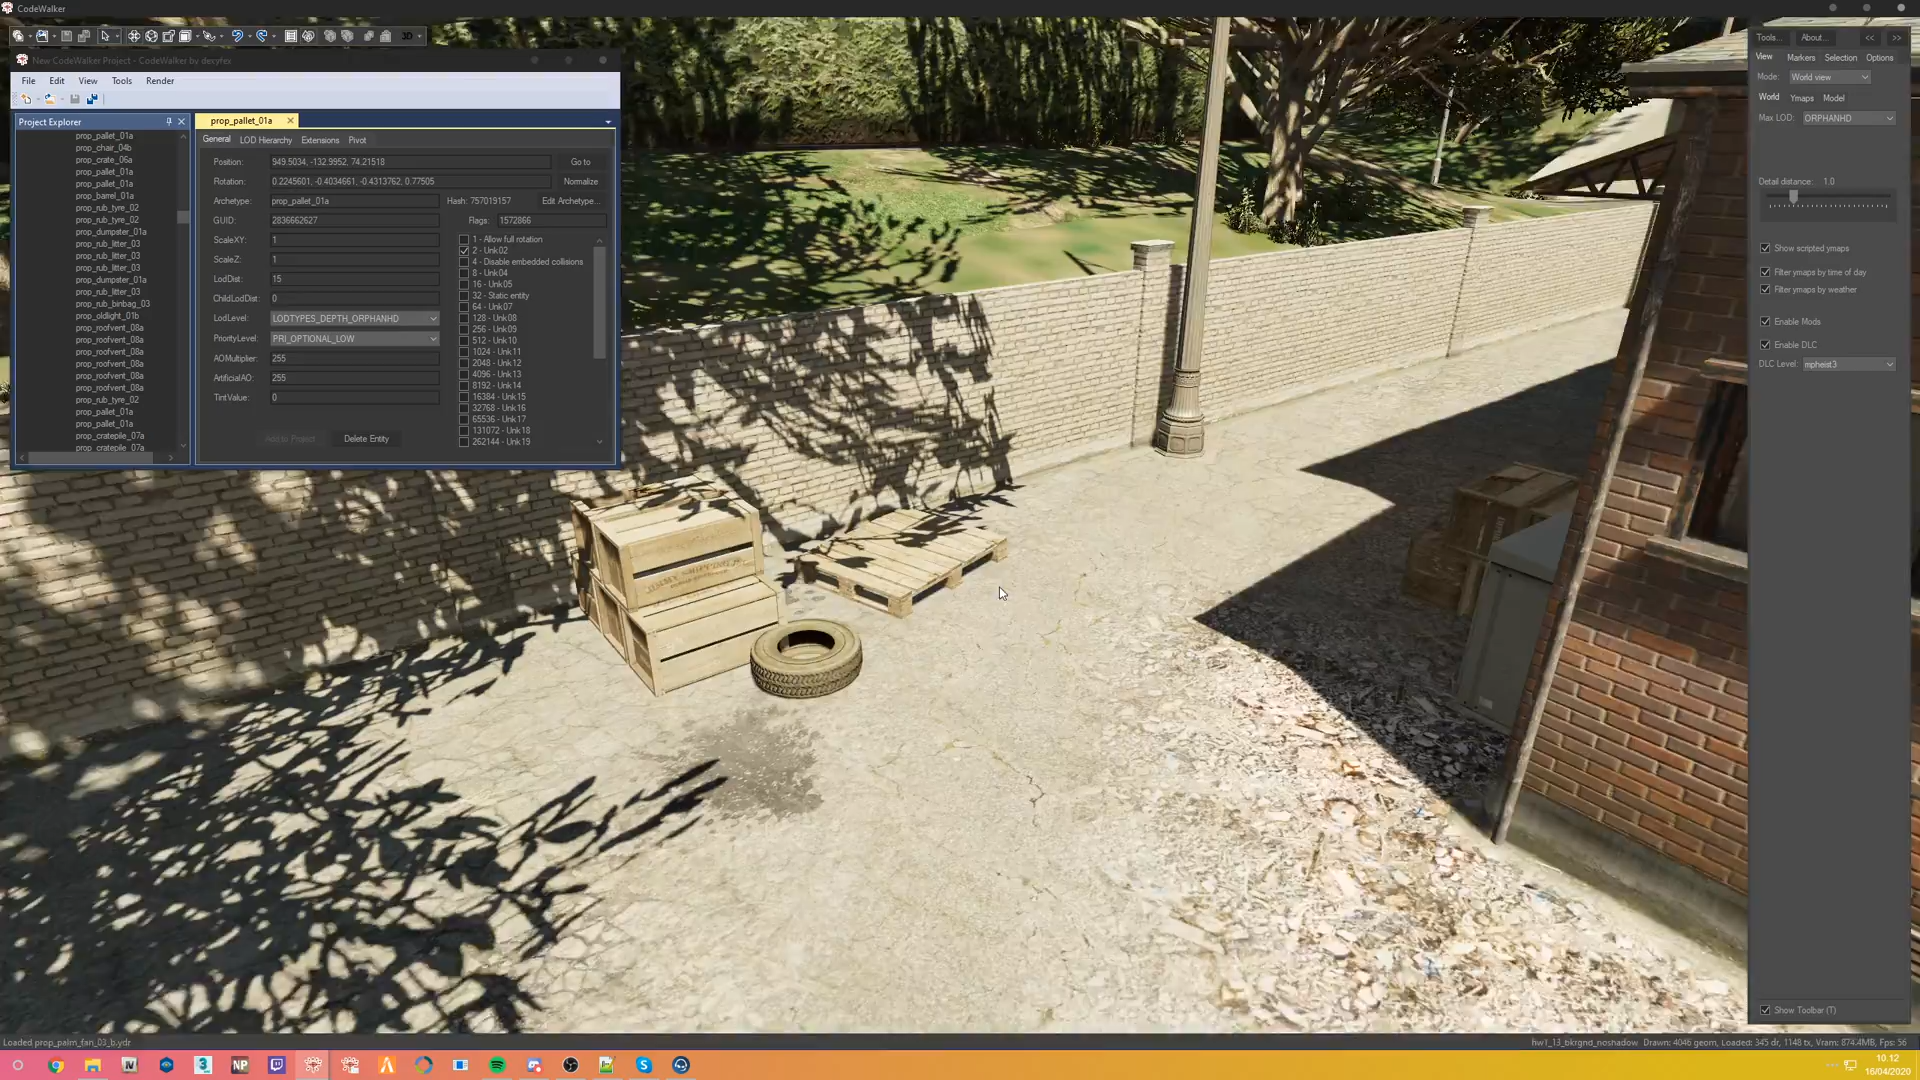 CodeWalker
3D
New CodeWalker Project - CodeWalker by dexyfex
File Edit View Tools Render
Project Explorer
prop_pallet_01a
prop_chair_04b
prop_crate_06a
prop_pallet_01a
prop_pallet_01a
prop_barrel_01a
prop_rub_tyre_02
prop_rub_tyre_02
prop_dumpster_01a
prop_rub_litter_03
prop_rub_litter_03
prop_rub_litter_03
prop_dumpster_01a
prop_rub_litter_03
prop_rub_binbag_03
prop_oldlight_01b
prop_roofvent_08a
prop_roofvent_08a
prop_roofvent_08a
prop_roofvent_08a
prop_roofvent_08a
prop_roofvent_08a
prop_rub_tyre_02
prop_pallet_01a
prop_pallet_01a
prop_cratepile_07a
prop_cratepile_07a
prop_pallet_01a
General LOD Hierarchy Extensions Pivot
Position: 949.5034, -132.9952, 74.21518 Go to
Rotation: 0.2245601, -0.4034661, -0.4313762, 0.77505 Normalize
Archetype: prop_pallet_01a Hash: 757019157 Edit Archetype...
GUID: 2836662627 Flags: 1572866
ScaleXY: 1
ScaleZ: 1
LodDist: 15
ChildLodDist: 0
LodLevel: LODTYPES_DEPTH_ORPHANHD
PriorityLevel: PRI_OPTIONAL_LOW
AOMultiplier: 255
ArtificialAO: 255
TintValue: 0
1 - Allow full rotation
2 - Unk02
4 - Disable embedded collisions
8 - Unk04
16 - Unk05
32 - Static entity
64 - Unk07
128 - Unk08
256 - Unk09
512 - Unk10
1024 - Unk11
2048 - Unk12
4096 - Unk13
8192 - Unk14
16384 - Unk15
32768 - Unk16
65536 - Unk17
131072 - Unk18
262144 - Unk19
Add to Project Delete Entity
Tools... About... << >>
View Markers Selection Options
Mode: World view
World Ymaps Model
Max LOD: ORPHANHD
Detail distance: 1.0
Show scripted ymaps
Filter ymaps by time of day
Filter ymaps by weather
Enable Mods
Enable DLC
DLC Level: mpheist3
Show Toolbar (T)
Loaded prop_palm_fan_03_b.ydr
hw1_13_bkrgnd_noshadow Drawn: 4046 geom, Loaded: 345 dr, 1148 tx, Vram: 874.4MB, Fps: 56
IV
3
NP
S
10.12
16/04/2020